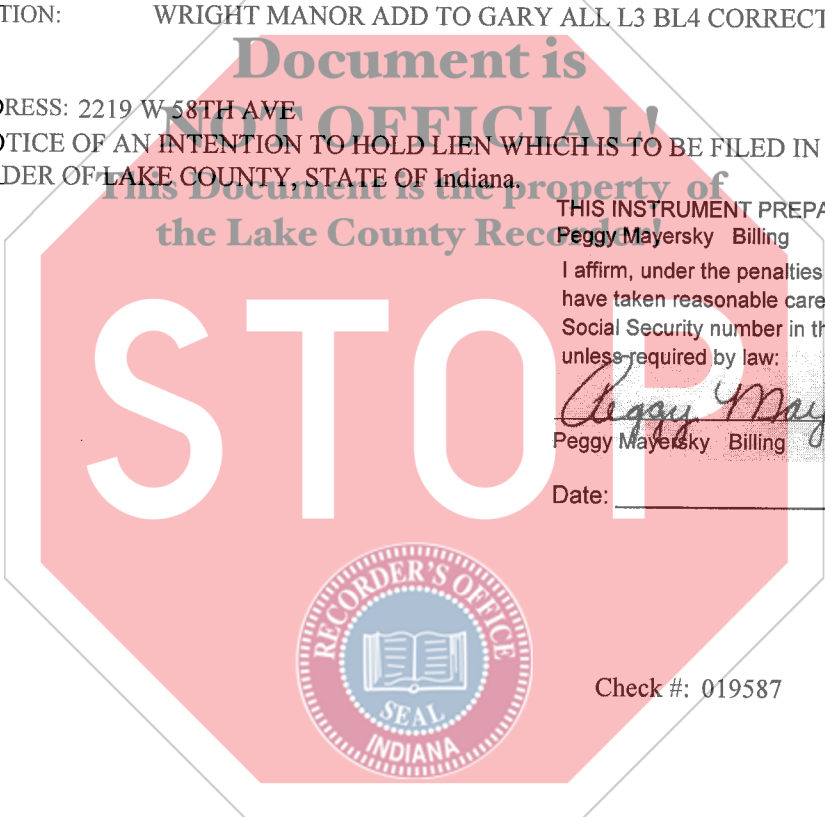 TION: WRIGHT MANOR ADD TO GARY ALL L3 BL4 CORRECT
Document is
DRESS: 2219 W 58TH AVE
NOT OFFICIAL!
OTICE OF AN INTENTION TO HOLD LIEN WHICH IS TO BE FILED IN
DER OF LAKE COUNTY, STATE OF Indiana.
This Document is the property of
the Lake County Recorder!
THIS INSTRUMENT PREPA
Peggy Mayersky Billing
I affirm, under the penalties
have taken reasonable care
Social Security number in th
unless required by law:
Peggy May
Peggy Mayersky Billing
Date:
STOP
RECORDER'S OFFICE
SEAL
INDIANA
Check #: 019587